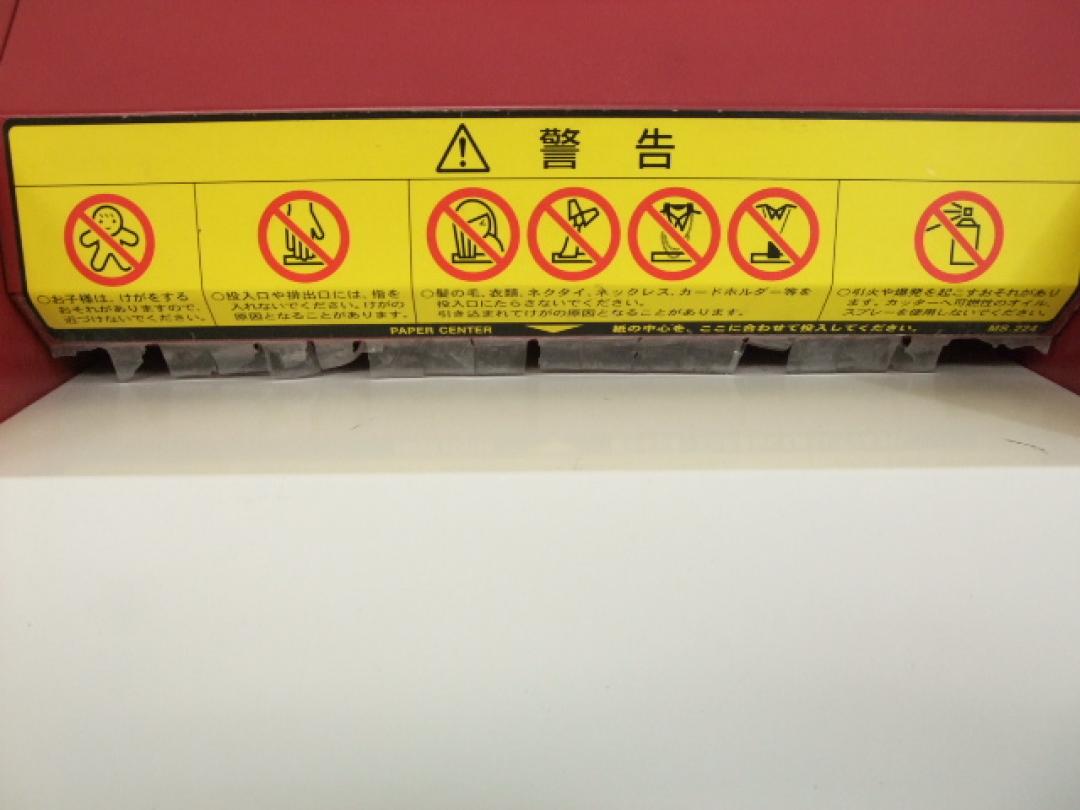 警告
○お子様は、けがをする
おそれがありますので、
近づけないでください。
○投入口や排出口には、指を
入れないでください。けがの
原因となることがあります。
○髪の毛、衣類、ネクタイ、ネックレス、カードホルダー等を
投入口にたらさないでください。
引き込まれてけがの原因となることがあります。
○引火や爆発を起こすおそれがあり
ます。カッターへ可燃性のオイル、
スプレーを使用しないでください。
PAPER CENTER 紙の中心を、ここに合わせて投入してください。 MS 224